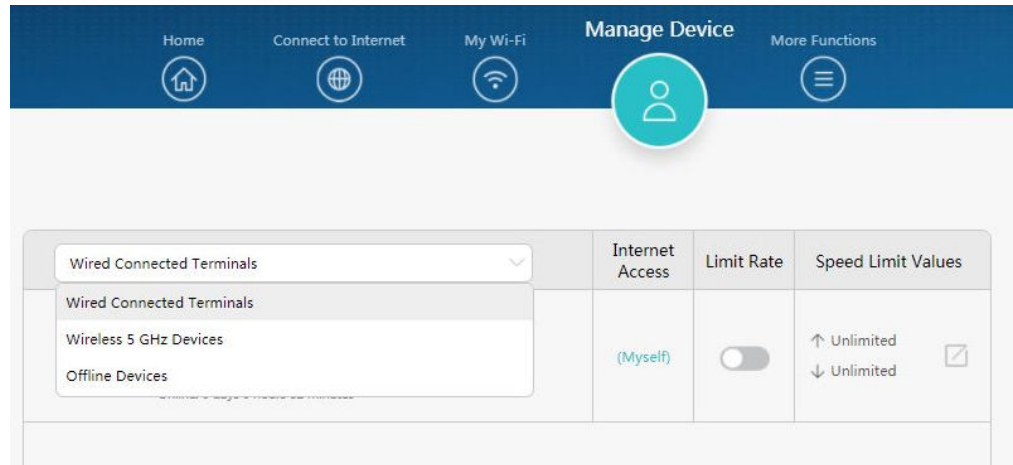 Home
Connect to Internet
My Wi-Fi
Manage Device
More Functions
Wired Connected Terminals
Internet
Access
Limit Rate
Speed Limit Values
Wired Connected Terminals
Wireless 5 GHz Devices
Offline Devices
(Myself)
↑ Unlimited
↓ Unlimited